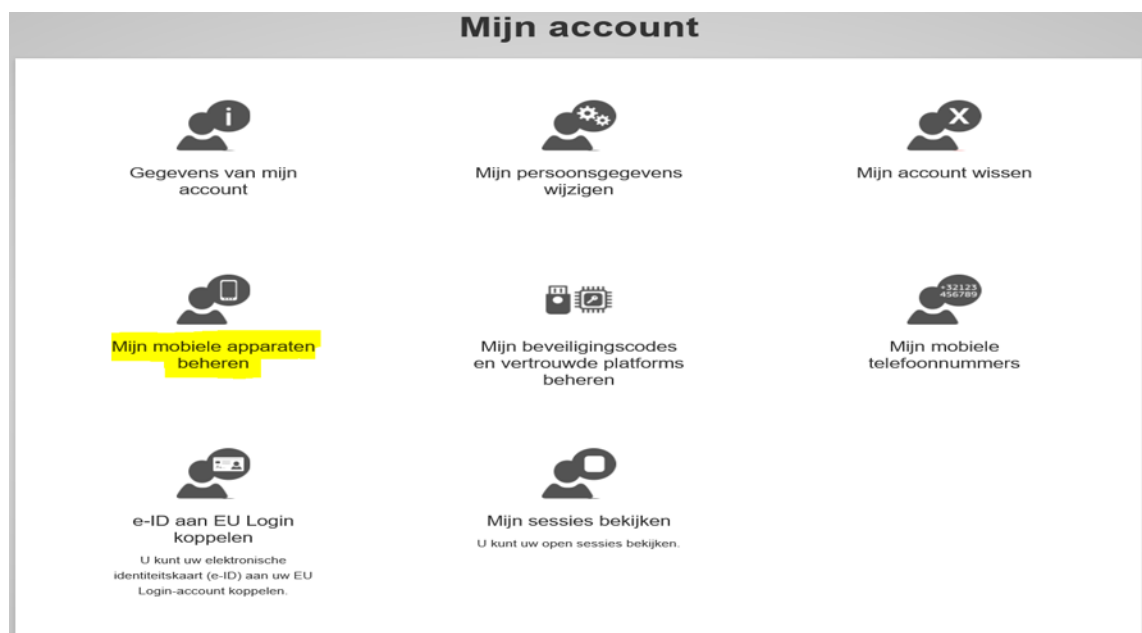 Mijn account
i
Gegevens van mijn
account
Mijn persoonsgegevens
wijzigen
X
Mijn account wissen
Mijn mobiele apparaten
beheren
Mijn beveiligingscodes
en vertrouwde platforms
beheren
+32123
456789
Mijn mobiele
telefoonnummers
e-ID aan EU Login
koppelen
U kunt uw elektronische
identiteitskaart (e-ID) aan uw EU
Login-account koppelen.
Mijn sessies bekijken
U kunt uw open sessies bekijken.